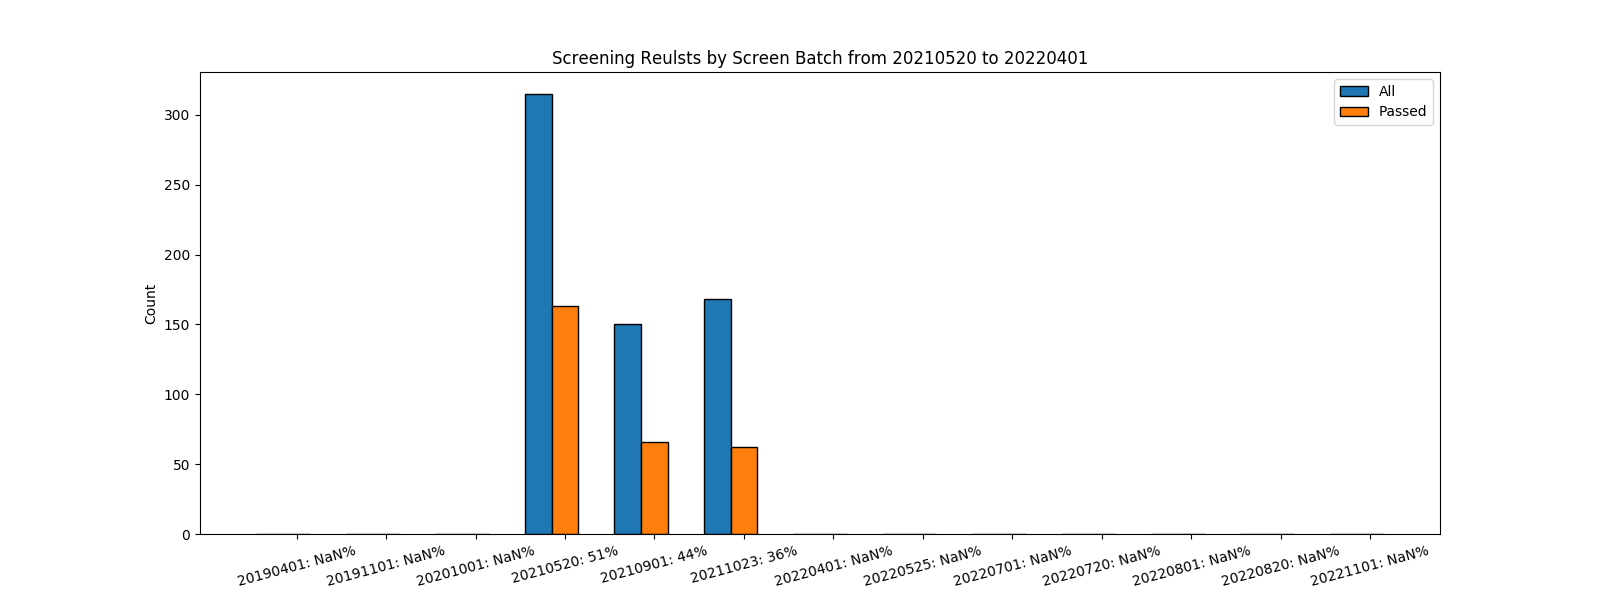 Screening Reulsts by Screen Batch from 20210520 to 20220401
All
Passed
Count
300
250
200
150
100
50
0
20190401: NaN%
20191101: NaN%
20201001: NaN%
20210520: 51%
20210901: 44%
20211023: 36%
20220401: NaN%
20220525: NaN%
20220701: NaN%
20220720: NaN%
20220801: NaN%
20220820: NaN%
20221101: NaN%